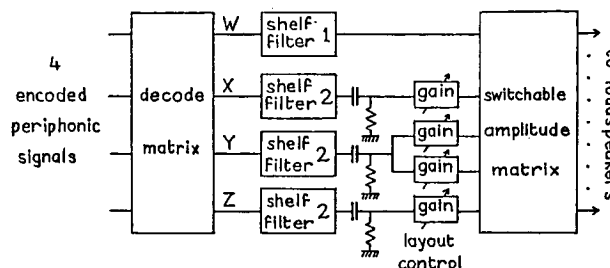 4
encoded
periphonic
signals
decode
matrix
W
shelf-
filter 1
X
shelf
filter 2
gain
Y
shelf
filter 2
gain
gain
Z
shelf
filter 2
gain
layout
control
switchable
amplitude
matrix
to loudspeakers